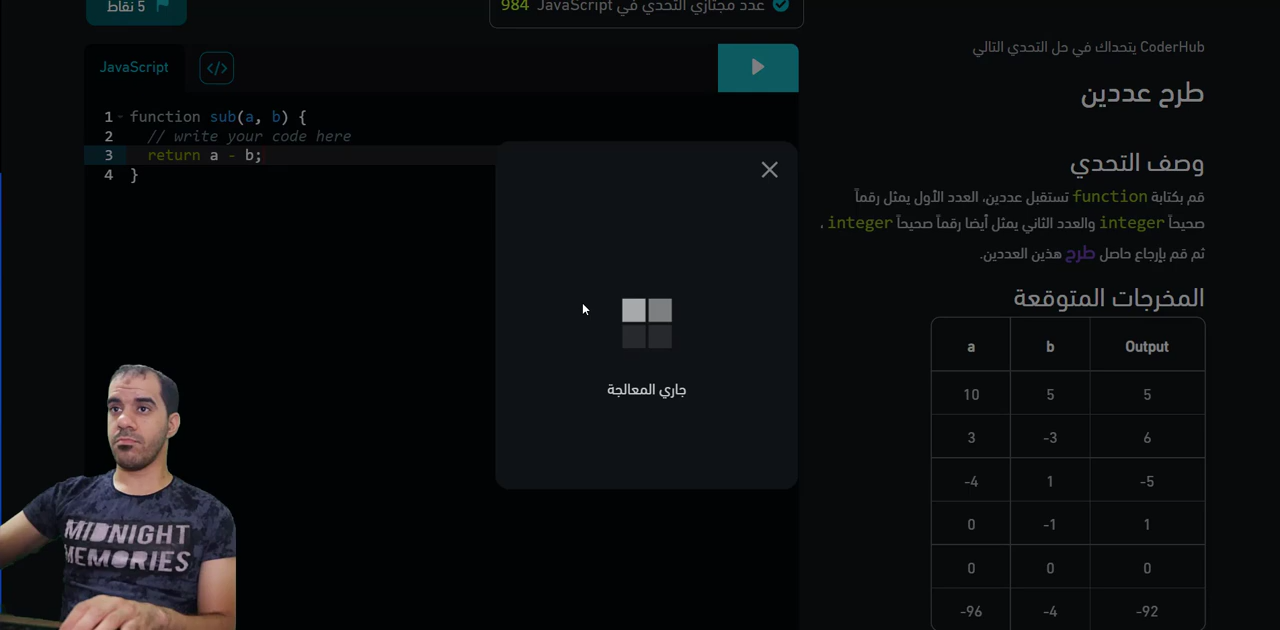 5 نقاط
عدد مجتازي التحدي في JavaScript 984
JavaScript
</>
1 function sub(a, b) {
2 // write your code here
3 return a - b;
4 }
جاري المعالجة
CoderHub يتحداك في حل التحدي التالي
طرح عددين
وصف التحدي
قم بكتابة function تستقبل عددين، العدد الأول يمثل رقماً
صحيحاً integer والعدد الثاني يمثل أيضا رقماً صحيحاً integer ،
ثم قم بإرجاع حاصل طرح هذين العددين.
المخرجات المتوقعة
a b Output
10 5 5
3 -3 6
-4 1 -5
0 -1 1
0 0 0
-96 -4 -92
MIDNIGHT
MEMORIES